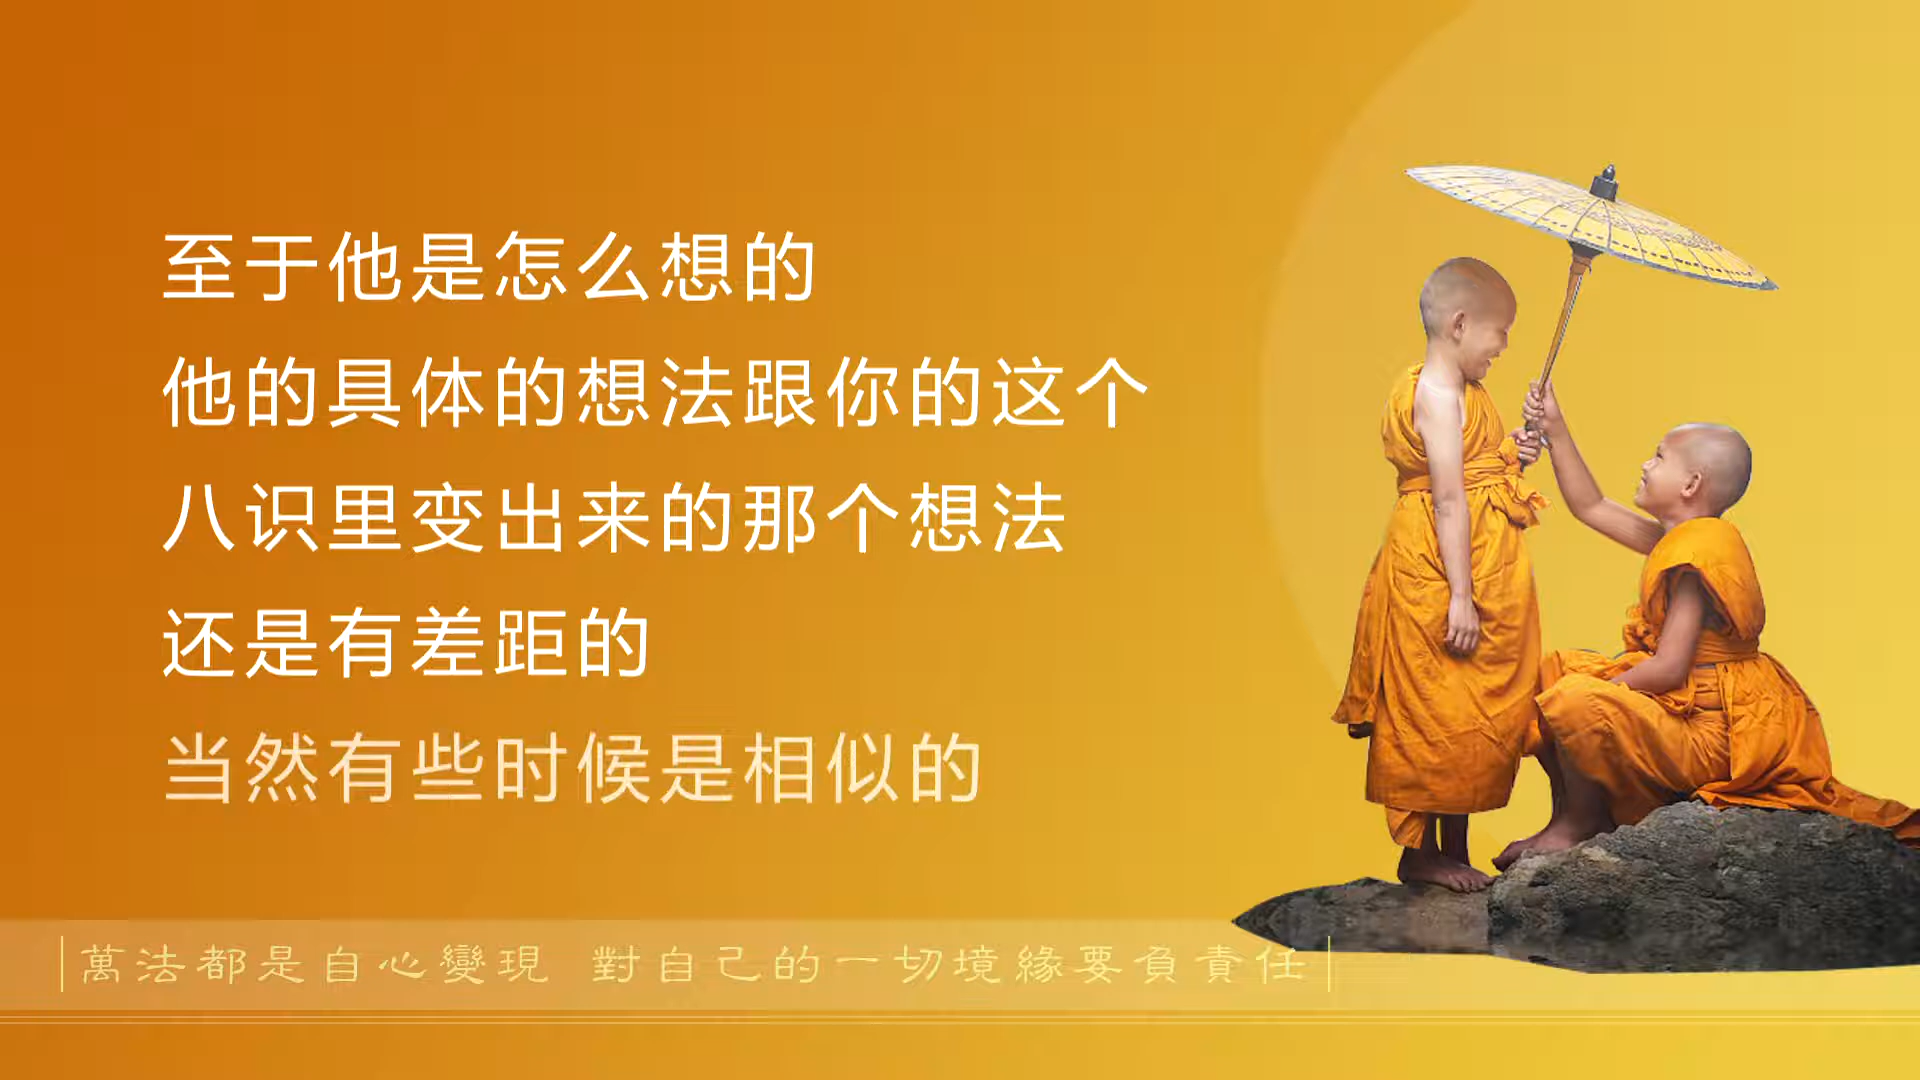 至于他是怎么想的
他的具体的想法跟你的这个
八识里变出来的那个想法
还是有差距的
当然有些时候是相似的
萬法都是自心變現 對自己的一切境緣要負責任